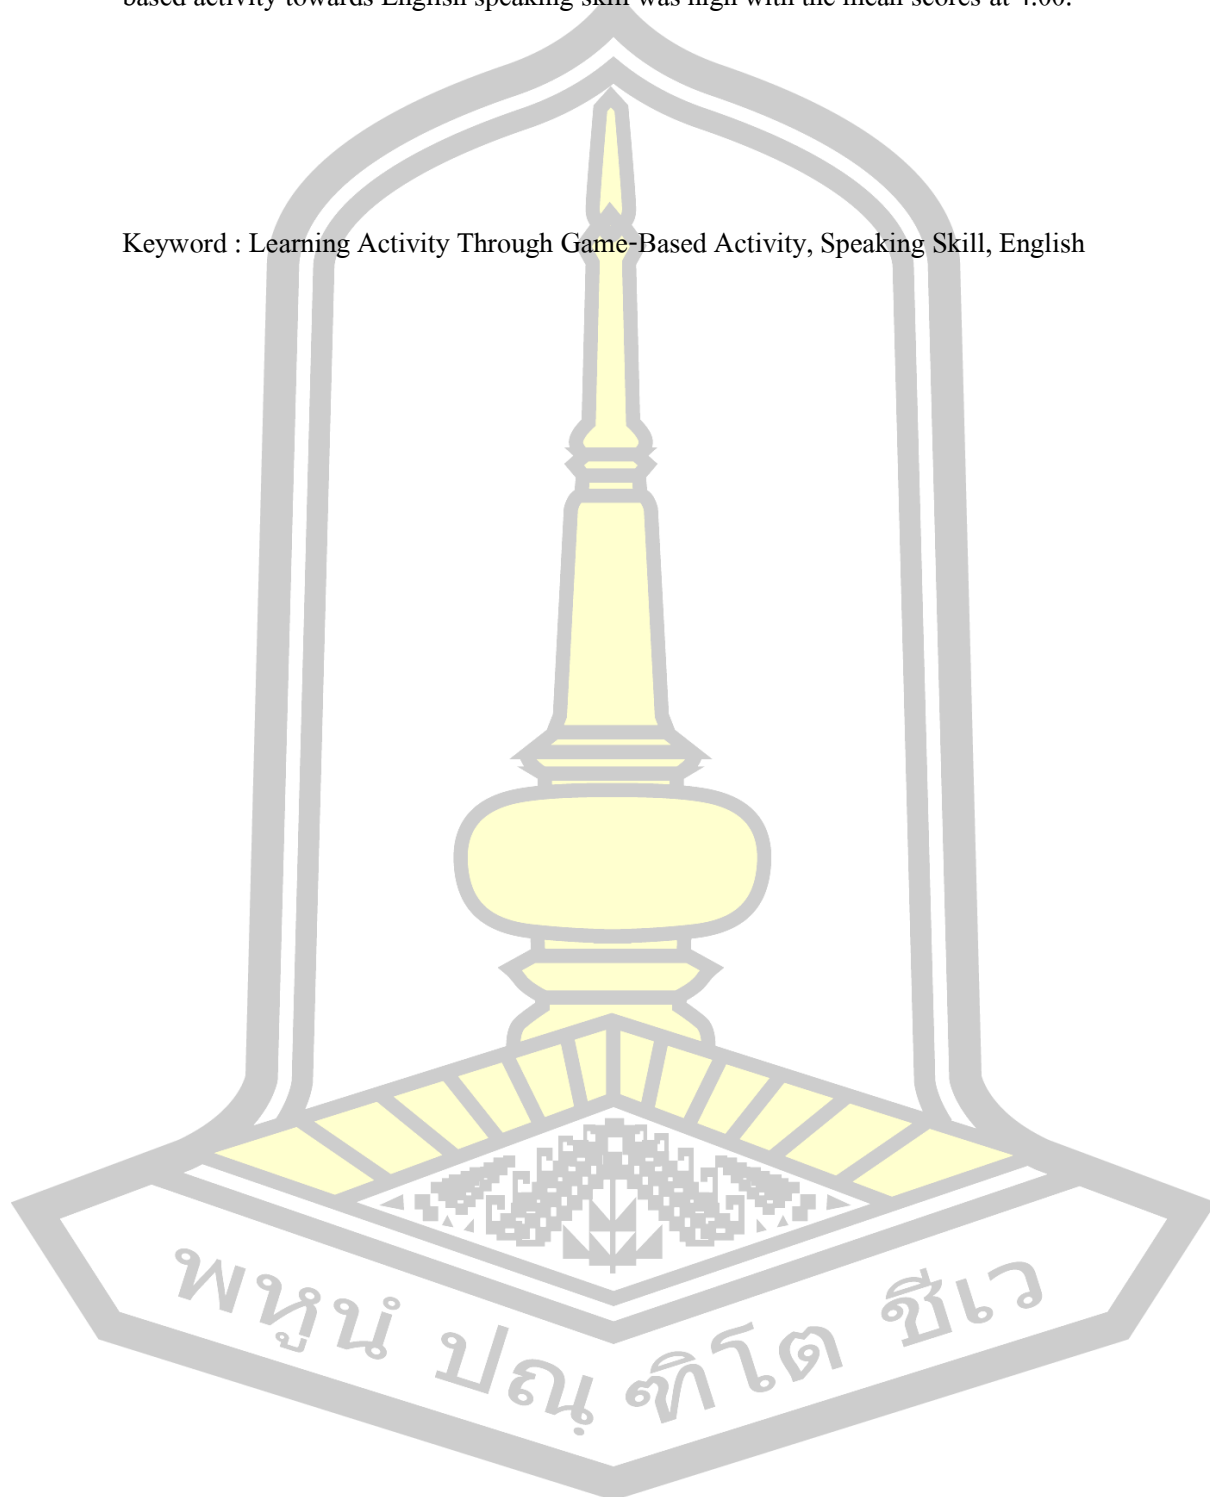 based activity towards English speaking skill was high with the mean scores at 4.00.
Keyword : Learning Activity Through Game-Based Activity, Speaking Skill, English
พหูนํ ปณฺฑิโต ชีเว